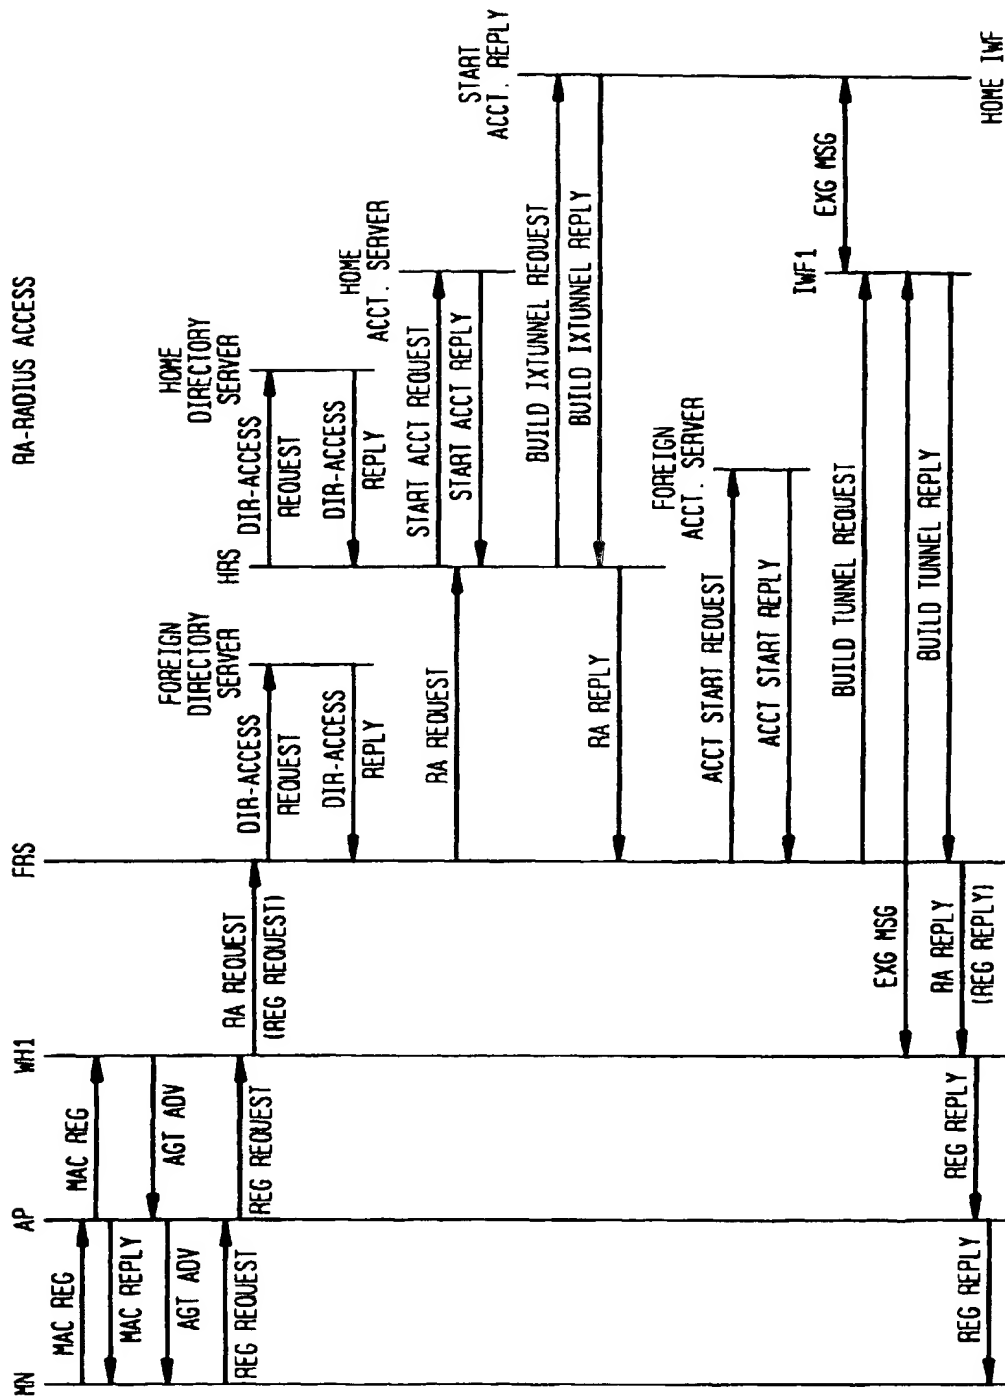 RA-RADIUS ACCESS
MN
AP
WH1
FRS
FOREIGN
DIRECTORY
SERVER
HRS
HOME
DIRECTORY
SERVER
HOME
ACCT. SERVER
START
ACCT. REPLY
MAC REG
MAC REG
MAC REPLY
AGT ADV
AGT ADV
REG REQUEST
REG REQUEST
RA REQUEST
(REG REQUEST)
DIR-ACCESS
REQUEST
DIR-ACCESS
REPLY
DIR-ACCESS
REQUEST
DIR-ACCESS
REPLY
RA REQUEST
START ACCT REQUEST
START ACCT REPLY
BUILD IXTUNNEL REQUEST
BUILD IXTUNNEL REPLY
RA REPLY
FOREIGN
ACCT. SERVER
ACCT START REQUEST
ACCT START REPLY
IWF1
EXG MSG
BUILD TUNNEL REQUEST
BUILD TUNNEL REPLY
EXG MSG
RA REPLY
(REG REPLY)
REG REPLY
REG REPLY
HOME IWF